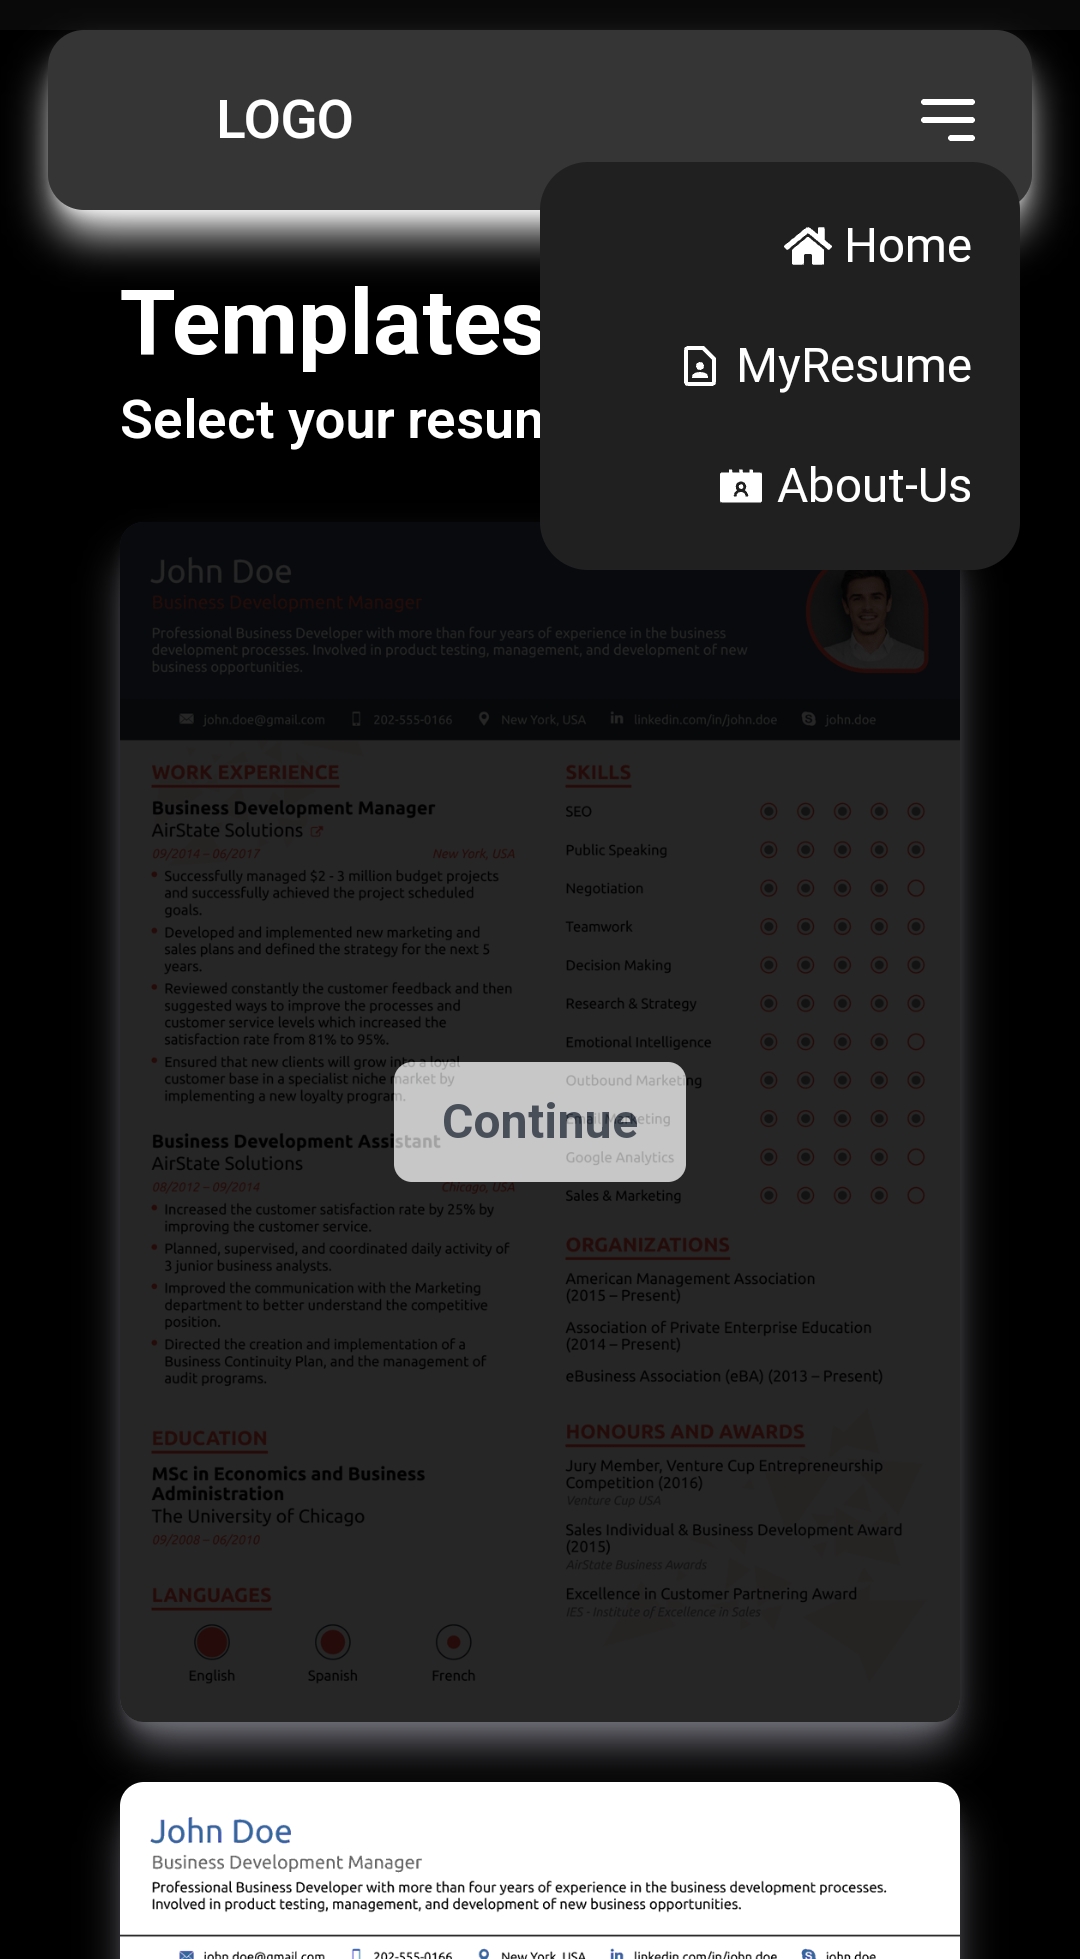 LOGO
Home
MyResume
About-Us
Templates
Select your resum
John Doe
Business Development Manager
Professional Business Developer with more than four years of experience in the business
development processes. Involved in product testing, management, and development of new
business opportunities.
john.doe@gmail.com 202-555-0166 New York, USA linkedin.com/in/john.doe john.doe
WORK EXPERIENCE
Business Development Manager
AirState Solutions
09/2014 – 06/2017 New York, USA
Successfully managed $2 - 3 million budget projects
and successfully achieved the project scheduled
goals.
Developed and implemented new marketing and
sales plans and defined the strategy for the next 5
years.
Reviewed constantly the customer feedback and then
suggested ways to improve the processes and
customer service levels which increased the
satisfaction rate from 81% to 95%.
Ensured that new clients will grow into a loyal
customer base in a specialist niche market by
implementing a new loyalty program.
Business Development Assistant
AirState Solutions
08/2012 – 09/2014 Chicago, USA
Increased the customer satisfaction rate by 25% by
improving the customer service.
Planned, supervised, and coordinated daily activity of
3 junior business analysts.
Improved the communication with the Marketing
department to better understand the competitive
position.
Directed the creation and implementation of a
Business Continuity Plan, and the management of
audit programs.
EDUCATION
MSc in Economics and Business
Administration
The University of Chicago
09/2008 – 06/2010
LANGUAGES
English Spanish French
SKILLS
SEO
Public Speaking
Negotiation
Teamwork
Decision Making
Research & Strategy
Emotional Intelligence
Outbound Marketing
Email Marketing
Google Analytics
Sales & Marketing
Continue
ORGANIZATIONS
American Management Association
(2015 – Present)
Association of Private Enterprise Education
(2014 – Present)
eBusiness Association (eBA) (2013 – Present)
HONOURS AND AWARDS
Jury Member, Venture Cup Entrepreneurship
Competition (2016)
Venture Cup USA
Sales Individual & Business Development Award
(2015)
AirState Business Awards
Excellence in Customer Partnering Award
IES - Institute of Excellence in Sales
John Doe
Business Development Manager
Professional Business Developer with more than four years of experience in the business development processes.
Involved in product testing, management, and development of new business opportunities.
john.doe@gmail.com 202-555-0166 New York, USA linkedin.com/in/john.doe john.doe